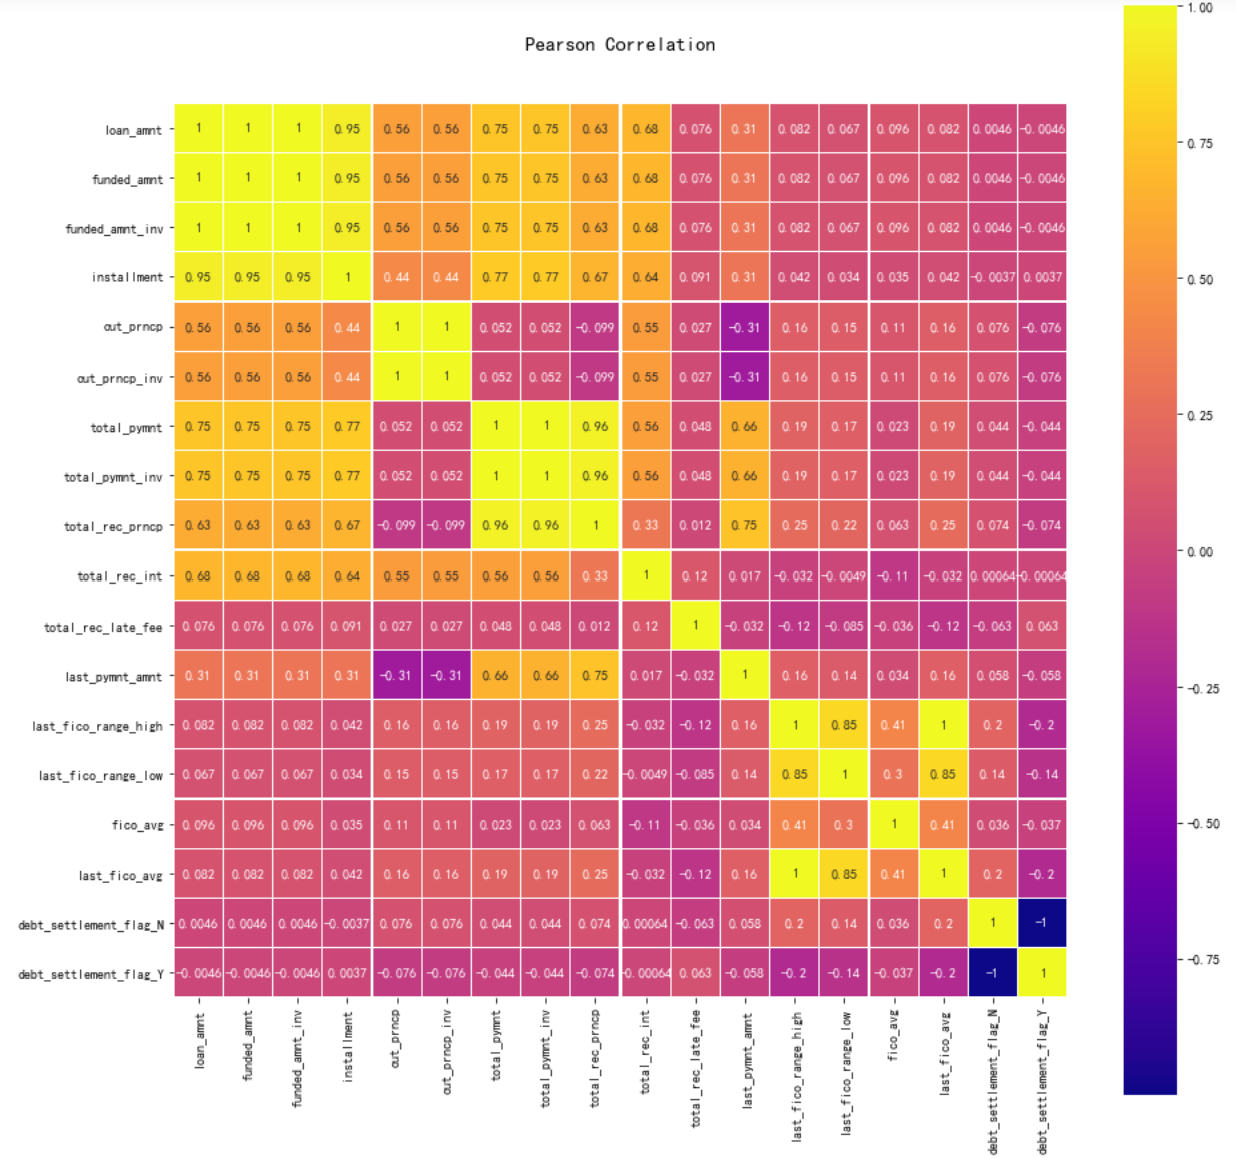 Pearson Correlation
1.00
0.75
0.50
0.25
0.00
-0.25
-0.50
-0.75
loan_amnt 1 1 1 0.95 0.56 0.56 0.75 0.75 0.63 0.68 0.076 0.31 0.082 0.067 0.096 0.082 0.0046 -0.0046
funded_amnt 1 1 1 0.95 0.56 0.56 0.75 0.75 0.63 0.68 0.076 0.31 0.082 0.067 0.096 0.082 0.0046 -0.0046
funded_amnt_inv 1 1 1 0.95 0.56 0.56 0.75 0.75 0.63 0.68 0.076 0.31 0.082 0.067 0.096 0.082 0.0046 -0.0046
installment 0.95 0.95 0.95 1 0.44 0.44 0.77 0.77 0.67 0.64 0.091 0.31 0.042 0.034 0.035 0.042 -0.0037 0.0037
out_prncp 0.56 0.56 0.56 0.44 1 1 0.052 0.052 -0.099 0.55 0.027 -0.31 0.16 0.15 0.11 0.16 0.076 -0.076
out_prncp_inv 0.56 0.56 0.56 0.44 1 1 0.052 0.052 -0.099 0.55 0.027 -0.31 0.16 0.15 0.11 0.16 0.076 -0.076
total_pymnt 0.75 0.75 0.75 0.77 0.052 0.052 1 1 0.96 0.56 0.048 0.66 0.19 0.17 0.023 0.19 0.044 -0.044
total_pymnt_inv 0.75 0.75 0.75 0.77 0.052 0.052 1 1 0.96 0.56 0.048 0.66 0.19 0.17 0.023 0.19 0.044 -0.044
total_rec_prncp 0.63 0.63 0.63 0.67 -0.099 -0.099 0.96 0.96 1 0.33 0.012 0.75 0.25 0.22 0.063 0.25 0.074 -0.074
total_rec_int 0.68 0.68 0.68 0.64 0.55 0.55 0.56 0.56 0.33 1 0.12 0.017 -0.032 -0.0049 -0.11 -0.032 0.00064 -0.00064
total_rec_late_fee 0.076 0.076 0.076 0.091 0.027 0.027 0.048 0.048 0.012 0.12 1 -0.032 -0.12 -0.085 -0.036 -0.12 -0.063 0.063
last_pymnt_amnt 0.31 0.31 0.31 0.31 -0.31 -0.31 0.66 0.66 0.75 0.017 -0.032 1 0.16 0.14 0.034 0.16 0.058 -0.058
last_fico_range_high 0.082 0.082 0.082 0.042 0.16 0.16 0.19 0.19 0.25 -0.032 -0.12 0.16 1 0.85 0.41 1 0.2 -0.2
last_fico_range_low 0.067 0.067 0.067 0.034 0.15 0.15 0.17 0.17 0.22 -0.0049 -0.085 0.14 0.85 1 0.3 0.85 0.14 -0.14
fico_avg 0.096 0.096 0.096 0.035 0.11 0.11 0.023 0.023 0.063 -0.11 -0.036 0.034 0.41 0.3 1 0.41 0.036 -0.037
last_fico_avg 0.082 0.082 0.082 0.042 0.16 0.16 0.19 0.19 0.25 -0.032 -0.12 0.16 1 0.85 0.41 1 0.2 -0.2
debt_settlement_flag_N 0.0046 0.0046 0.0046 -0.0037 0.076 0.076 0.044 0.044 0.074 0.00064 -0.063 0.058 0.2 0.14 0.036 0.2 1 -1
debt_settlement_flag_Y -0.0046 -0.0046 -0.0046 0.0037 -0.076 -0.076 -0.044 -0.044 -0.074 -0.00064 0.063 -0.058 -0.2 -0.14 -0.037 -0.2 -1 1
loan_amnt
funded_amnt
funded_amnt_inv
installment
out_prncp
out_prncp_inv
total_pymnt
total_pymnt_inv
total_rec_prncp
total_rec_int
total_rec_late_fee
last_pymnt_amnt
last_fico_range_high
last_fico_range_low
fico_avg
last_fico_avg
debt_settlement_flag_N
debt_settlement_flag_Y